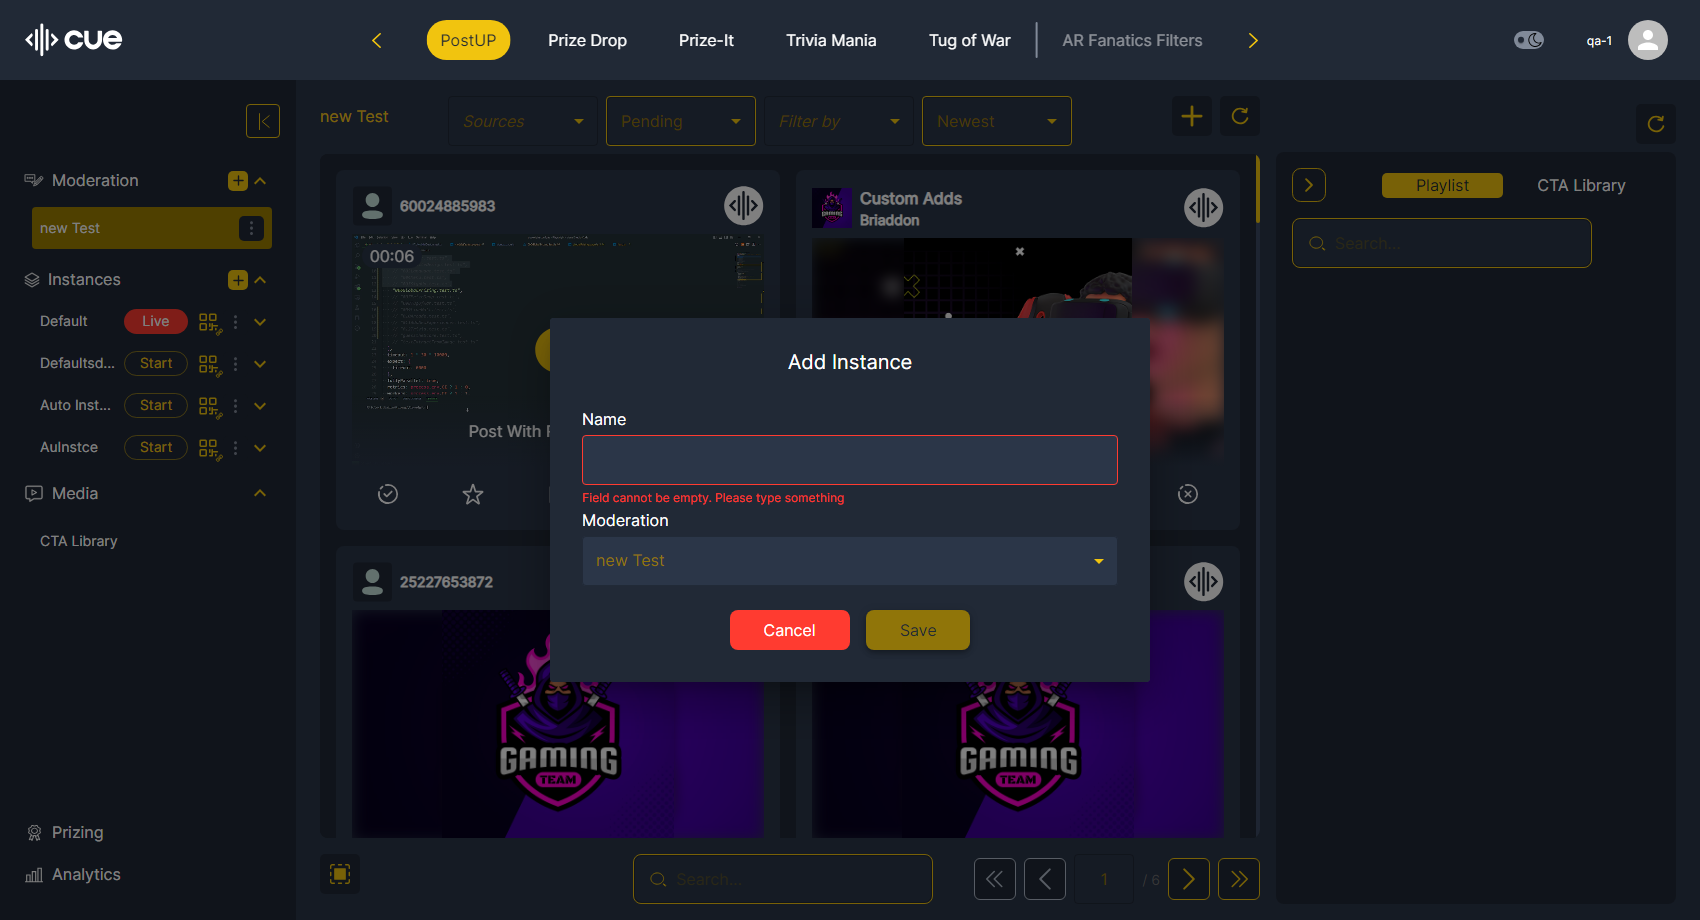 cue
PostUP
Prize Drop
Prize-It
Trivia Mania
Tug of War
AR Fanatics Filters
qa-1
Moderation
new Test
Instances
Default
Live
Defaultsd...
Start
Auto Inst...
Start
AuInstce
Start
Media
CTA Library
Prizing
Analytics
new Test
Sources
Pending
Filter by
Newest
60024885983
00:06
Post With F
Custom Adds
Briaddon
25227653872
GAMING
TEAM
GAMING
TEAM
Add Instance
Name
Field cannot be empty. Please type something
Moderation
new Test
Cancel
Save
Search...
1
/ 6
Playlist
CTA Library
Search...